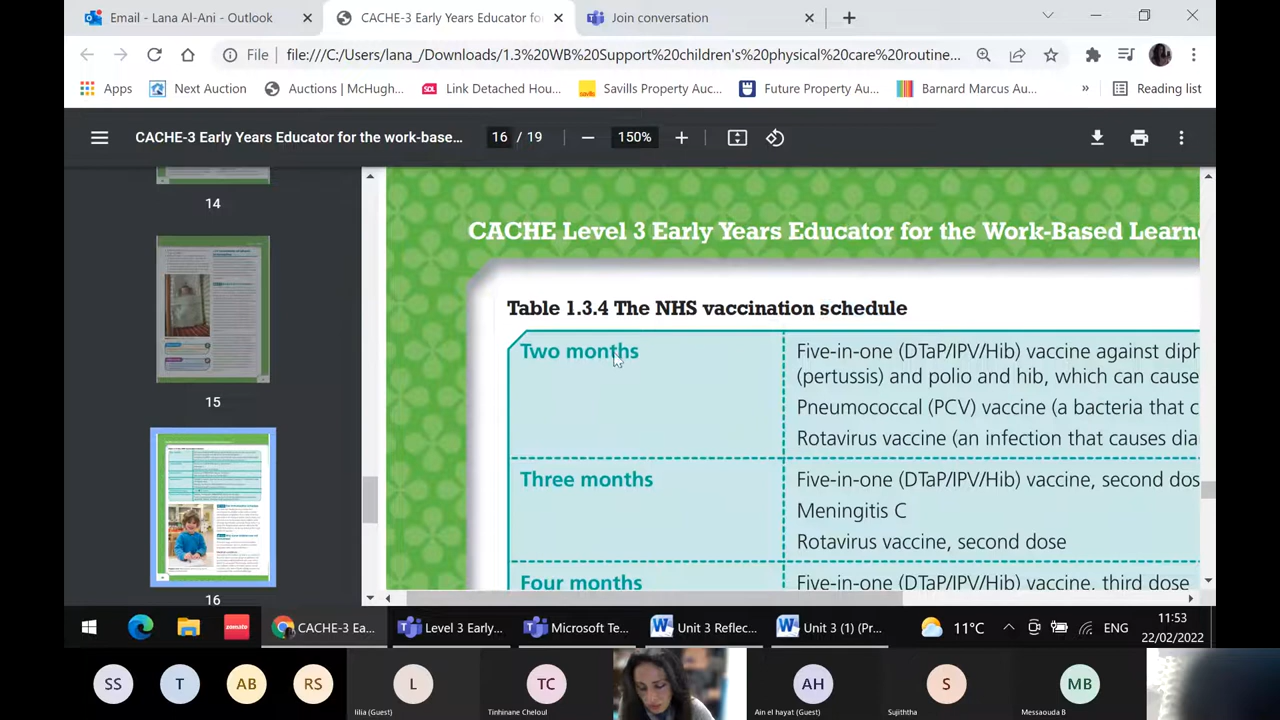 Email - Lana Al-Ani - Outlook
CACHE-3 Early Years Educator for
Join conversation
File
file:///C:/Users/lana_/Downloads/1.3%20WB%20Support%20children's%20physical%20care%20routine...
Apps
Next Auction
Auctions | McHugh...
SDL
Link Detached Hou...
savills
Savills Property Auc...
Future Property Au...
Barnard Marcus Au...
»
Reading list
CACHE-3 Early Years Educator for the work-base...
16 / 19
150%
14
15
16
CACHE Level 3 Early Years Educator for the Work-Based Learne
Table 1.3.4 The NHS vaccination schedule
Two months
Five-in-one (DTaP/IPV/Hib) vaccine against diph
(pertussis) and polio and hib, which can cause
Pneumococcal (PCV) vaccine (a bacteria that c
Rotavirus vaccine (an infection that causes dia
Three months
Five-in-one (DTaP/IPV/Hib) vaccine, second dos
Meningitis C
Rotavirus vaccine, second dose
Four months
Five-in-one (DTaP/IPV/Hib) vaccine, third dose
zomato
CACHE-3 Ea...
Level 3 Early...
Microsoft Te...
Unit 3 Reflec...
Unit 3 (1) (Pr...
11°C
ENG
11:53
22/02/2022
SS
T
AB
RS
L
lilia (Guest)
TC
Tinhinane Cheloul
AH
Ain el hayat (Guest)
S
Sujiththa
MB
Messaouda B